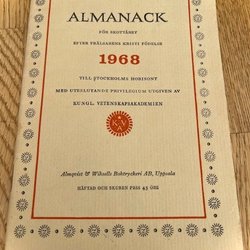 ALMANACK
FÖR SKOTTÅRET
EFTER FRÄLSARENS KRISTI FÖDELSE
1968
TILL STOCKHOLMS HORISONT
MED UTESLUTANDE PRIVILEGIUM UTGIVEN AV
KUNGL. VETENSKAPSAKADEMIEN
K V A
Almqvist & Wiksells Boktryckeri AB, Uppsala
HÄFTAD OCH SKUREN PRIS 45 ÖRE